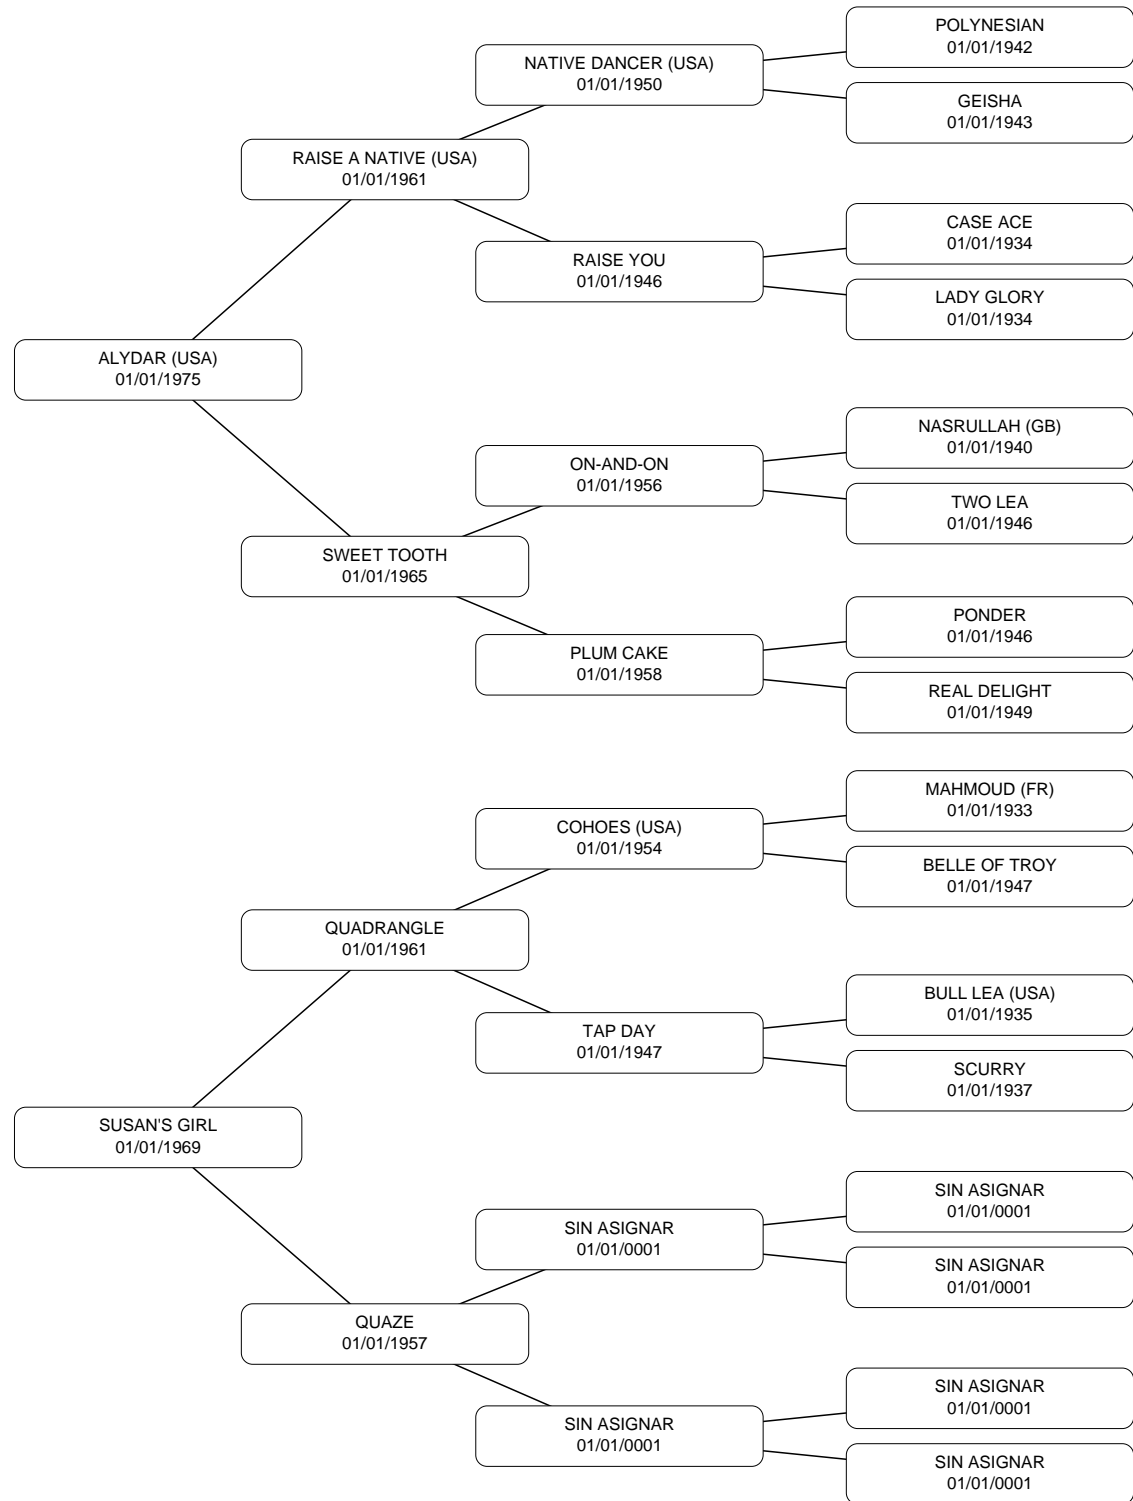 POLYNESIAN
01/01/1942
NATIVE DANCER (USA)
01/01/1950
GEISHA
01/01/1943
RAISE A NATIVE (USA)
01/01/1961
CASE ACE
01/01/1934
RAISE YOU
01/01/1946
LADY GLORY
01/01/1934
ALYDAR (USA)
01/01/1975
NASRULLAH (GB)
01/01/1940
ON-AND-ON
01/01/1956
TWO LEA
01/01/1946
SWEET TOOTH
01/01/1965
PONDER
01/01/1946
PLUM CAKE
01/01/1958
REAL DELIGHT
01/01/1949
MAHMOUD (FR)
01/01/1933
COHOES (USA)
01/01/1954
BELLE OF TROY
01/01/1947
QUADRANGLE
01/01/1961
BULL LEA (USA)
01/01/1935
TAP DAY
01/01/1947
SCURRY
01/01/1937
SUSAN'S GIRL
01/01/1969
SIN ASIGNAR
01/01/0001
SIN ASIGNAR
01/01/0001
SIN ASIGNAR
01/01/0001
QUAZE
01/01/1957
SIN ASIGNAR
01/01/0001
SIN ASIGNAR
01/01/0001
SIN ASIGNAR
01/01/0001